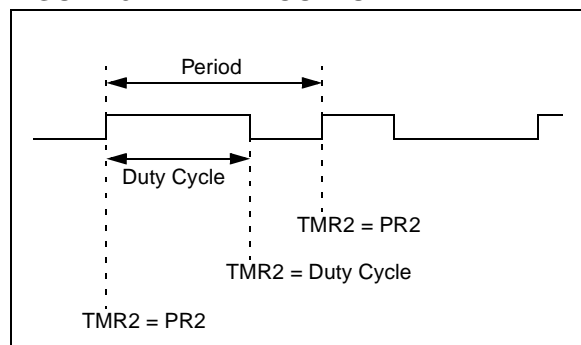 Period
Duty Cycle
TMR2 = PR2
TMR2 = Duty Cycle
TMR2 = PR2